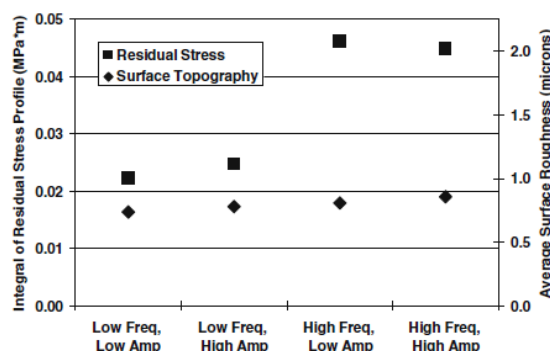 Integral of Residual Stress Profile (MPa*m)
0.05
0.04
0.03
0.02
0.01
0.00
Residual Stress
Surface Topography
2.0
1.5
1.0
0.5
0.0
Average Surface Roughness (microns)
Low Freq,
Low Amp
Low Freq,
High Amp
High Freq,
Low Amp
High Freq,
High Amp